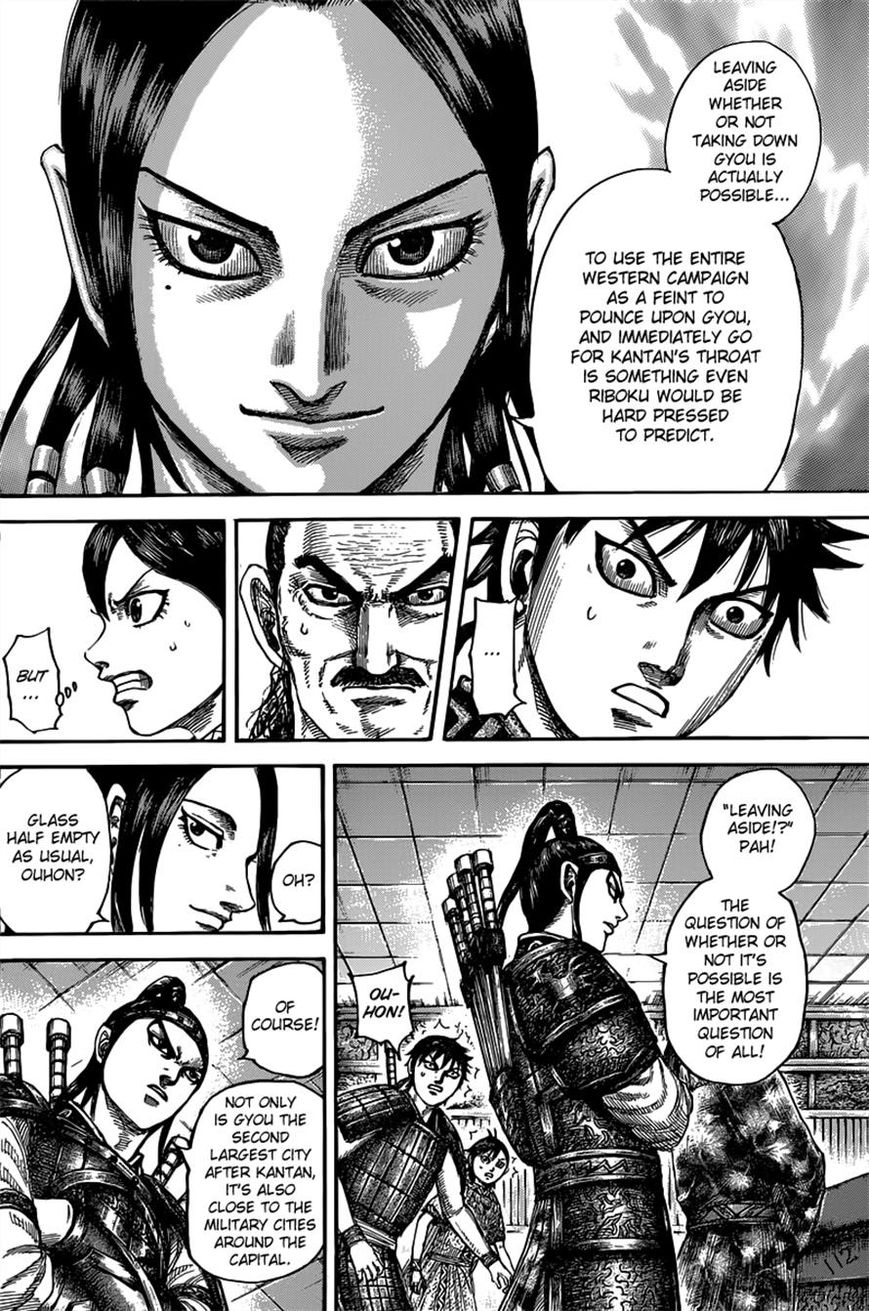 LEAVING
ASIDE
WHETHER
OR NOT
TAKING DOWN
GYOU IS
ACTUALLY
POSSIBLE...
TO USE THE ENTIRE
WESTERN CAMPAIGN
AS A FEINT TO
POUNCE UPON GYOU,
AND IMMEDIATELY GO
FOR KANTAN'S THROAT
IS SOMETHING EVEN
RIBOKU WOULD BE
HARD PRESSED
TO PREDICT.
...
BUT
...
"LEAVING
ASIDE!?"
PAH!
THE
QUESTION OF
WHETHER OR
NOT IT'S
POSSIBLE IS
THE MOST
IMPORTANT
QUESTION
OF ALL!
OU-
HON!
OH?
GLASS
HALF EMPTY
AS USUAL,
OUHON?
OF
COURSE!
NOT ONLY
IS GYOU THE
SECOND
LARGEST CITY
AFTER KANTAN,
IT'S ALSO
CLOSE TO THE
MILITARY CITIES
AROUND THE
CAPITAL.
112